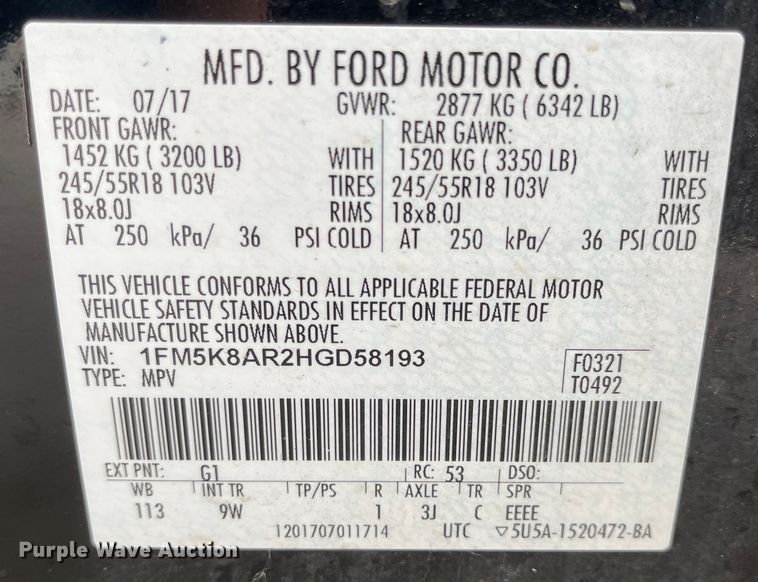 MFD. BY FORD MOTOR CO.
DATE: 07/17 GVWR: 2877 KG ( 6342 LB)
FRONT GAWR: REAR GAWR:
1452 KG ( 3200 LB) WITH 1520 KG ( 3350 LB) WITH
245/55R18 103V TIRES 245/55R18 103V TIRES
18x8.0J RIMS 18x8.0J RIMS
AT 250 kPa/ 36 PSI COLD AT 250 kPa/ 36 PSI COLD
THIS VEHICLE CONFORMS TO ALL APPLICABLE FEDERAL MOTOR
VEHICLE SAFETY STANDARDS IN EFFECT ON THE DATE OF
MANUFACTURE SHOWN ABOVE.
VIN: 1FM5K8AR2HGD58193 F0321
TYPE: MPV T0492
EXT PNT: G1 RC: 53 DSO:
WB INT TR TP/PS R AXLE TR SPR
113 9W 1 3J C EEEE
1201707011714 UTC ▽5U5A-1520472-BA
Purple Wave Auction